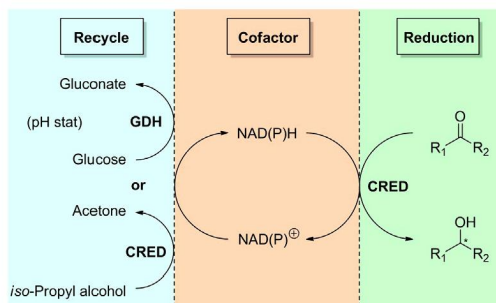 Recycle
Cofactor
Reduction
Gluconate
(pH stat)
GDH
Glucose
or
Acetone
CRED
iso-Propyl alcohol
NAD(P)H
NAD(P)⊕
CRED
O
R₁ R₂
OH
R₁ * R₂